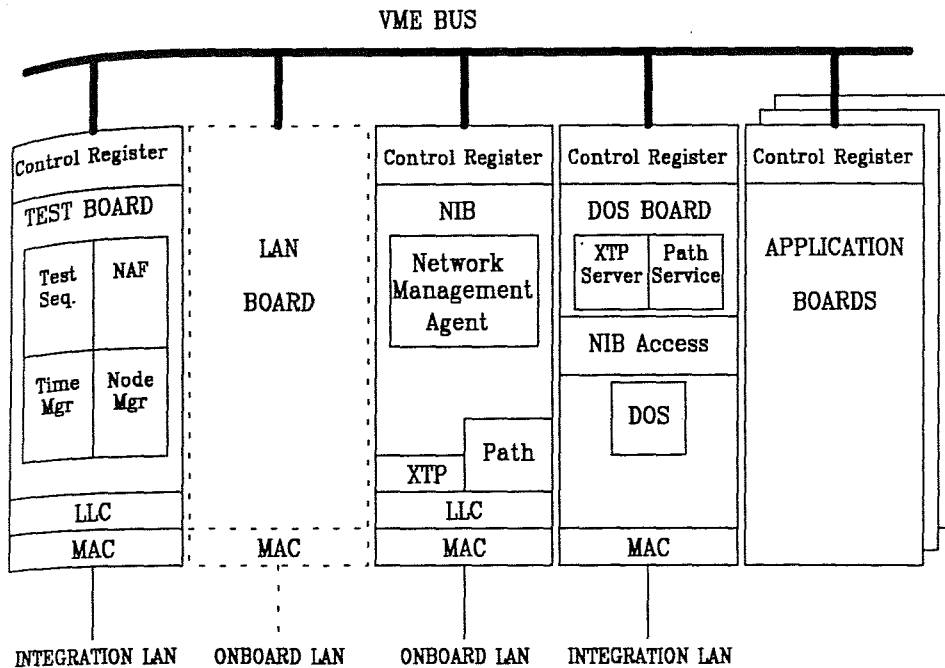 VME BUS
Control Register
TEST BOARD
Test
Seq.
NAF
Time
Mgr
Node
Mgr
LLC
MAC
INTEGRATION LAN
LAN
BOARD
MAC
ONBOARD LAN
Control Register
NIB
Network
Management
Agent
XTP
Path
LLC
MAC
ONBOARD LAN
Control Register
DOS BOARD
XTP
Server
Path
Service
NIB Access
DOS
MAC
INTEGRATION LAN
Control Register
APPLICATION
BOARDS